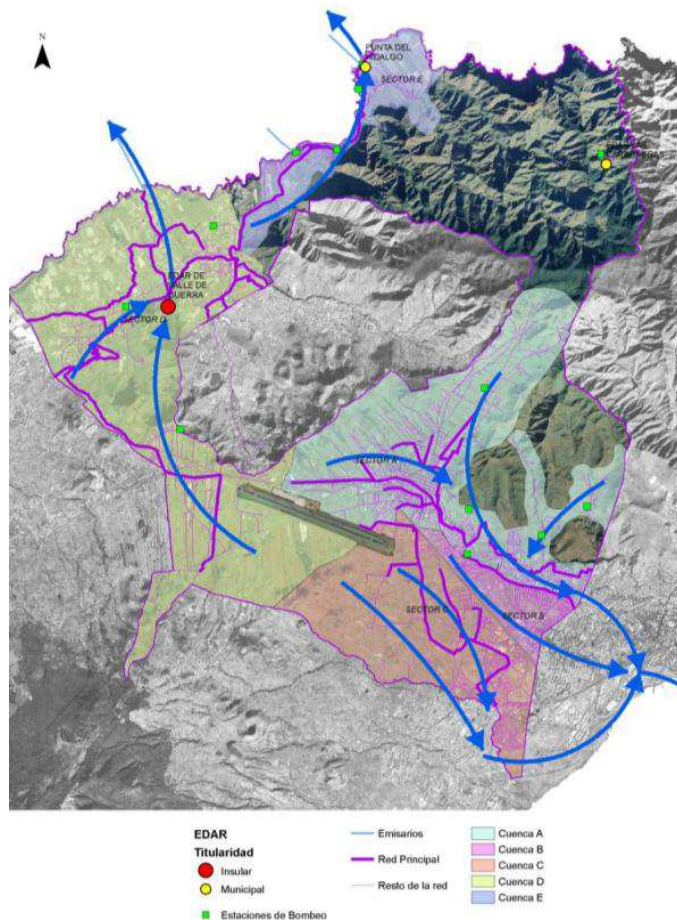 N
PUNTA DEL
HIDALGO
SECTOR E
EDAR DE
VALLE DE
GUERRA
SECTOR D
SECTOR A
SECTOR C
SECTOR B
EDAR
Titularidad
Insular
Municipal
Estaciones de Bombeo
Emisarios
Red Principal
Resto de la red
Cuenca A
Cuenca B
Cuenca C
Cuenca D
Cuenca E